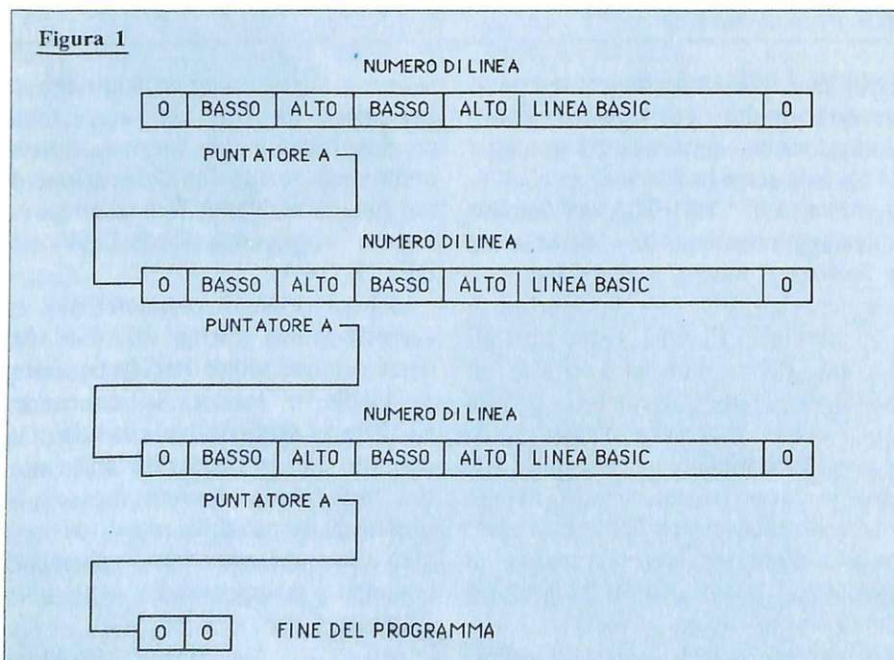 Figura 1
NUMERO DI LINEA
0 BASSO ALTO BASSO ALTO LINEA BASIC 0
PUNTATORE A
NUMERO DI LINEA
0 BASSO ALTO BASSO ALTO LINEA BASIC 0
PUNTATORE A
NUMERO DI LINEA
0 BASSO ALTO BASSO ALTO LINEA BASIC 0
PUNTATORE A
0 0 FINE DEL PROGRAMMA